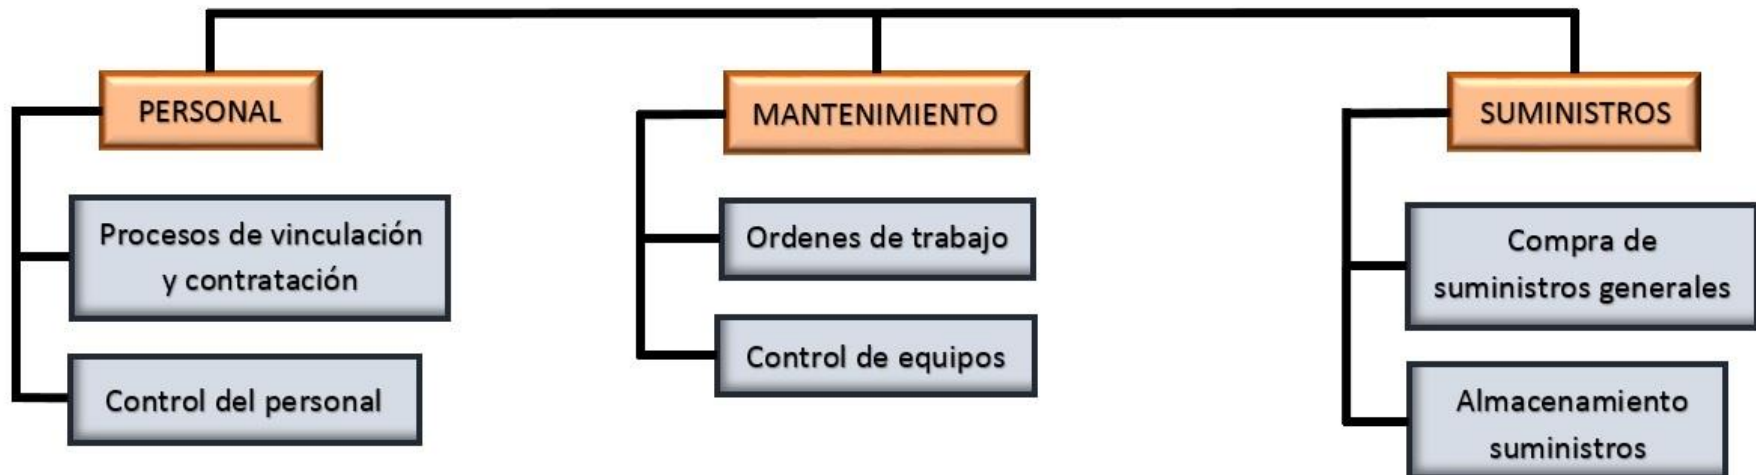 PERSONAL
Procesos de vinculación
y contratación
Control del personal
MANTENIMIENTO
Ordenes de trabajo
Control de equipos
SUMINISTROS
Compra de
suministros generales
Almacenamiento
suministros